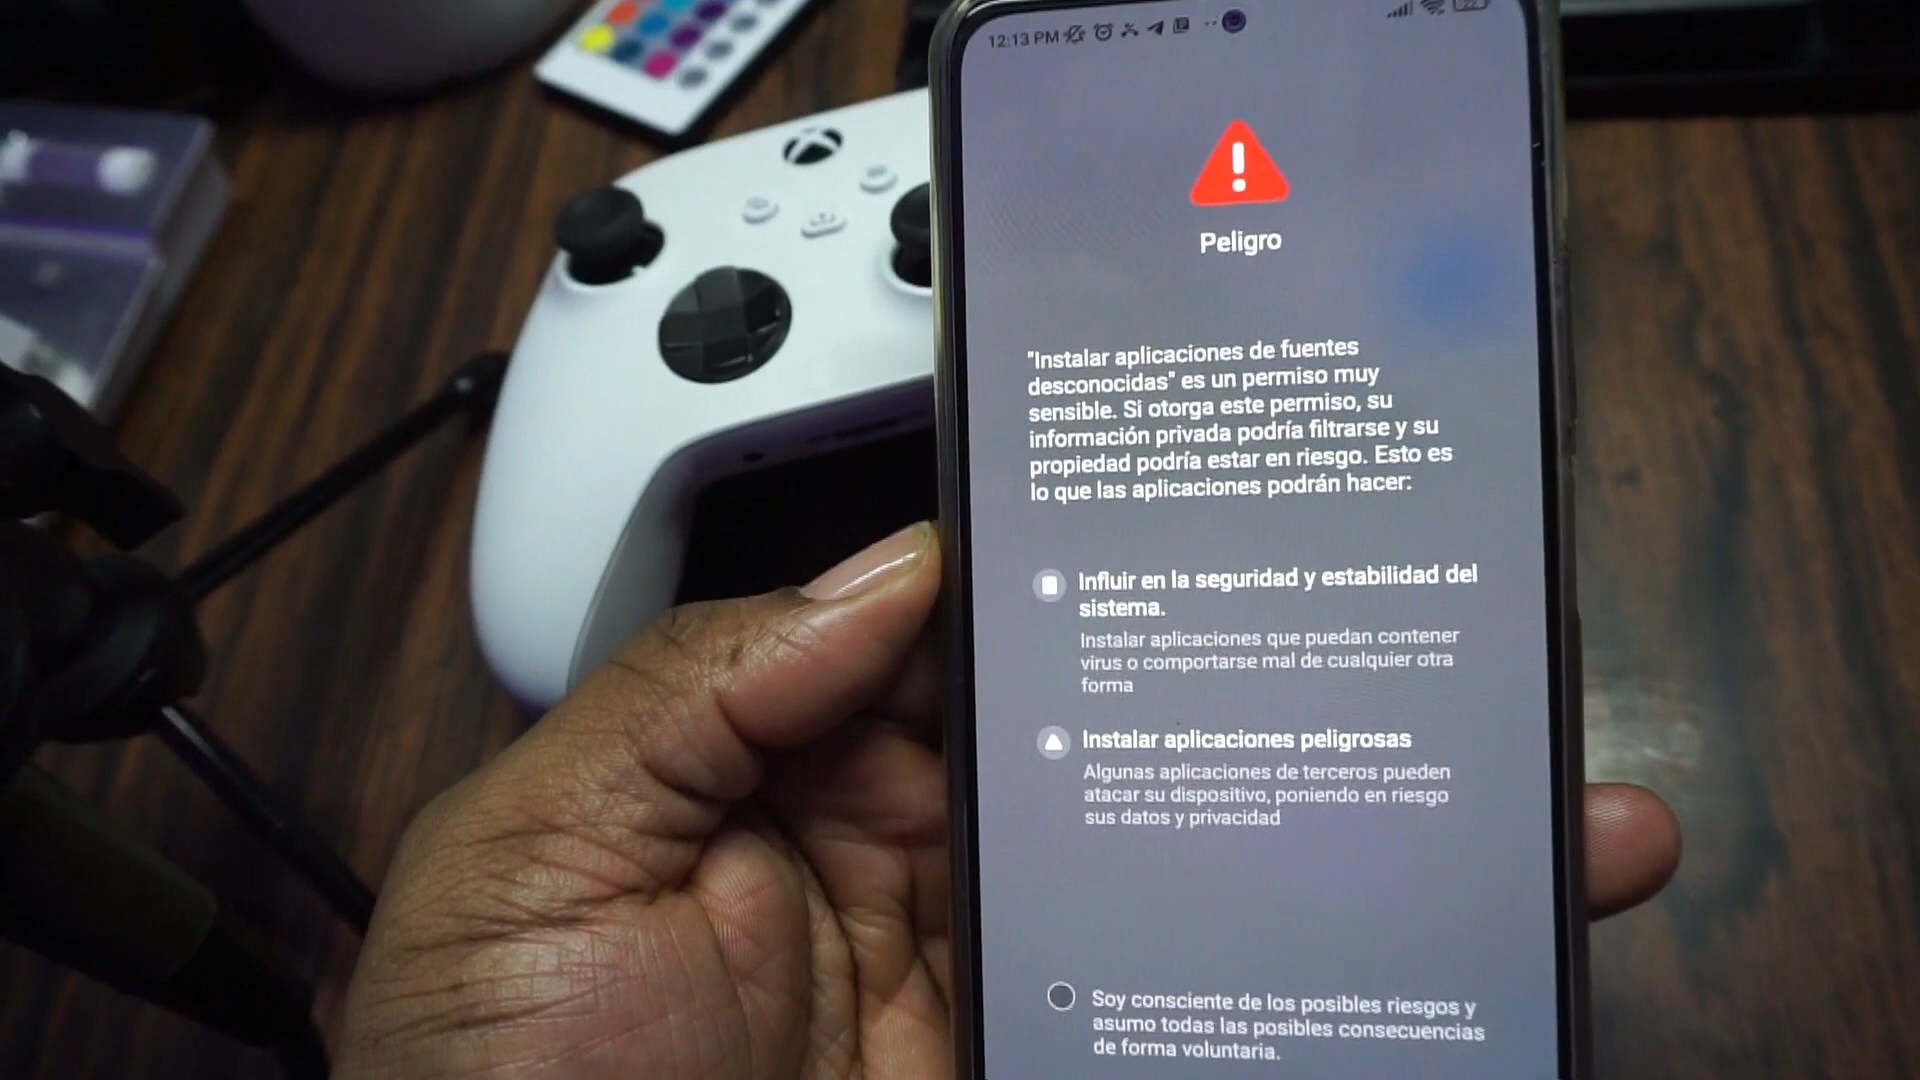 12:13 PM
Peligro
"Instalar aplicaciones de fuentes
desconocidas" es un permiso muy
sensible. Si otorga este permiso, su
información privada podría filtrarse y su
propiedad podría estar en riesgo. Esto es
lo que las aplicaciones podrán hacer:
Influir en la seguridad y estabilidad del
sistema.
Instalar aplicaciones que puedan contener
virus o comportarse mal de cualquier otra
forma
Instalar aplicaciones peligrosas
Algunas aplicaciones de terceros pueden
atacar su dispositivo, poniendo en riesgo
sus datos y privacidad
Soy consciente de los posibles riesgos y
asumo todas las posibles consecuencias
de forma voluntaria.